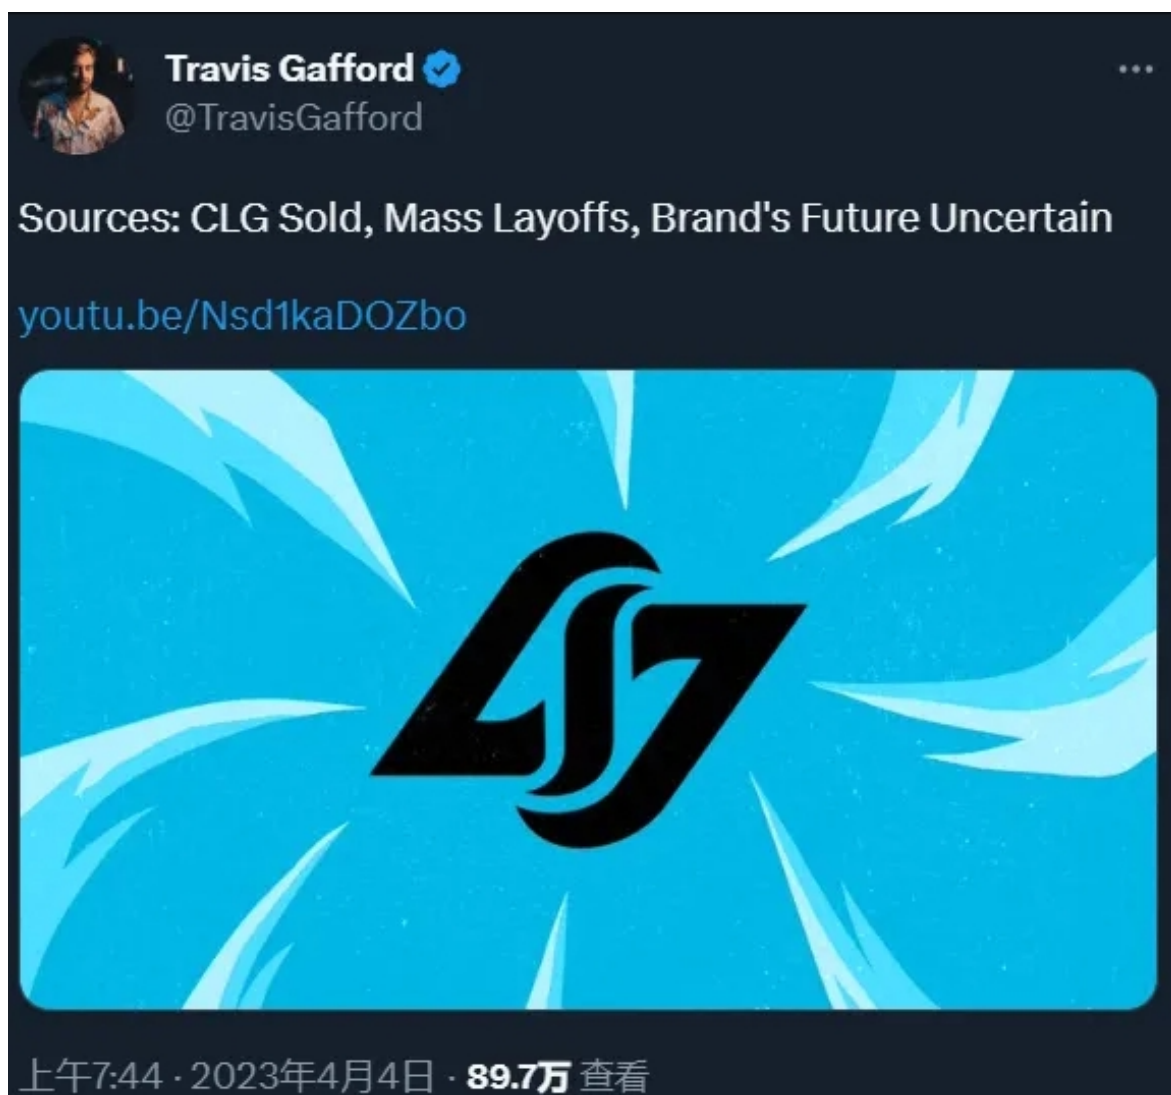 Travis Gafford
@TravisGafford
Sources: CLG Sold, Mass Layoffs, Brand's Future Uncertain
youtu.be/Nsd1kaDOZbo
上午7:44 · 2023年4月4日 · 89.7万 查看